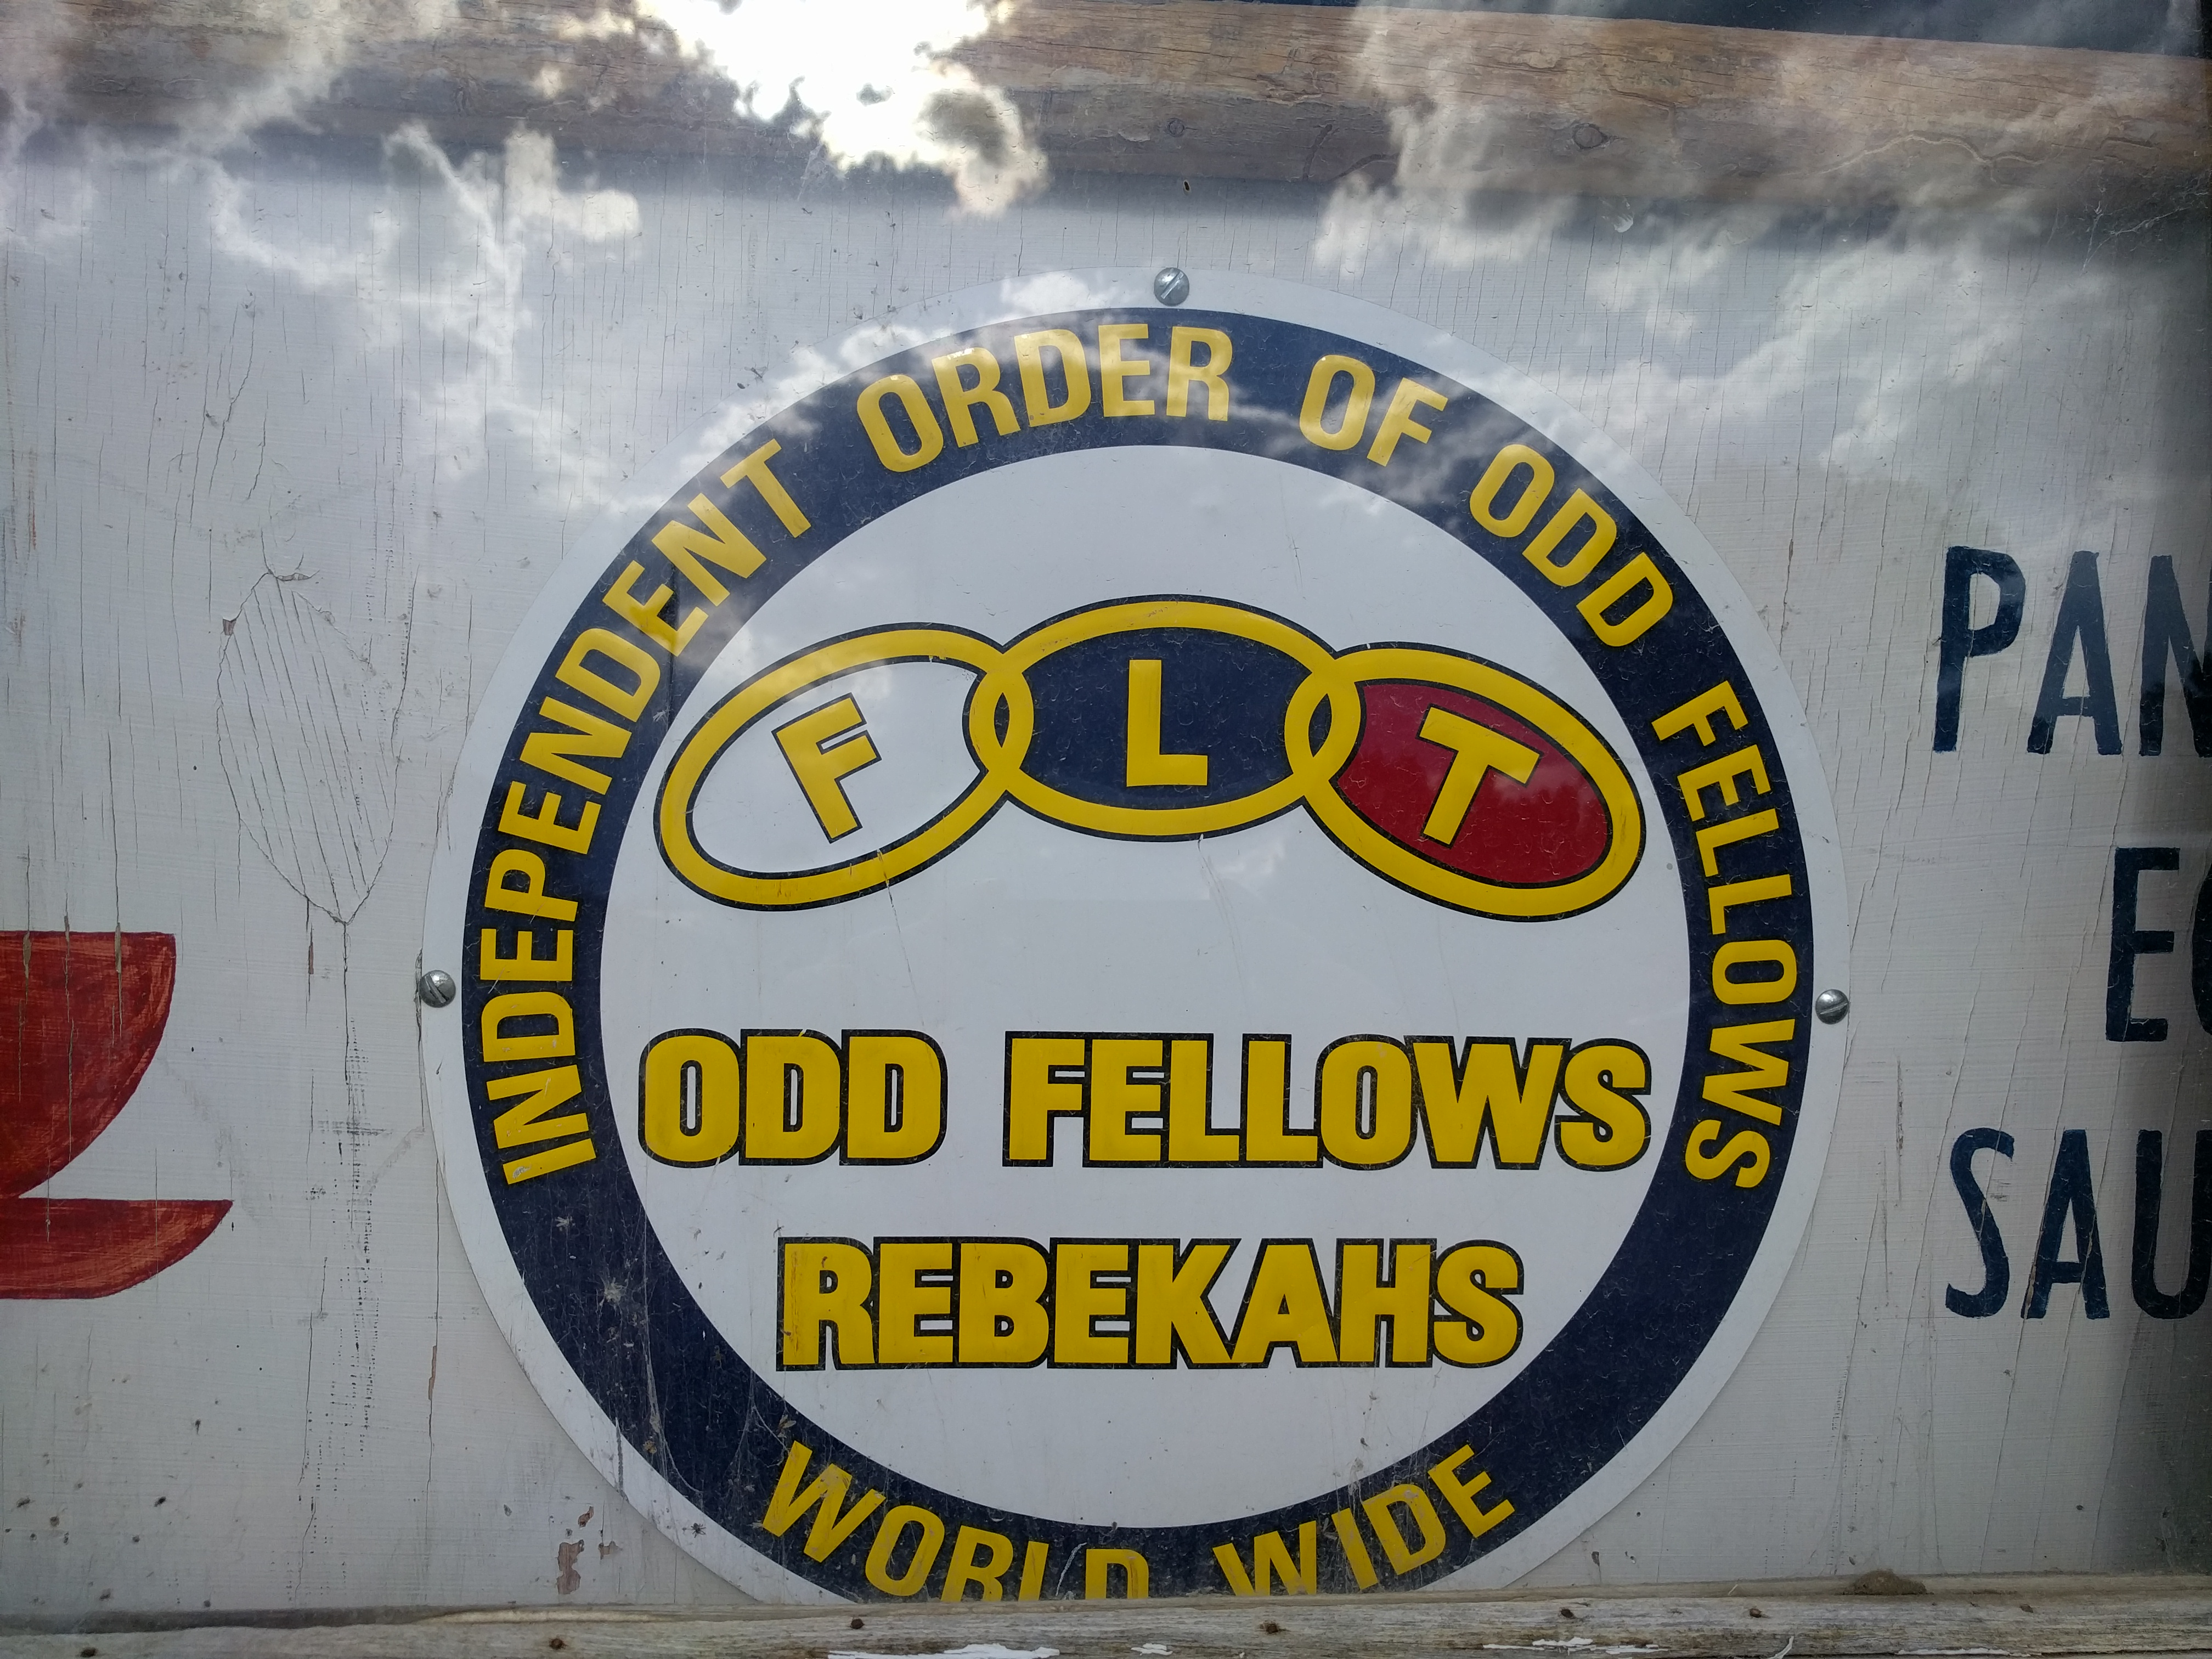 INDEPENDENT ORDER OF ODD FELLOWS
F L T
ODD FELLOWS
REBEKAHS
WORLD WIDE